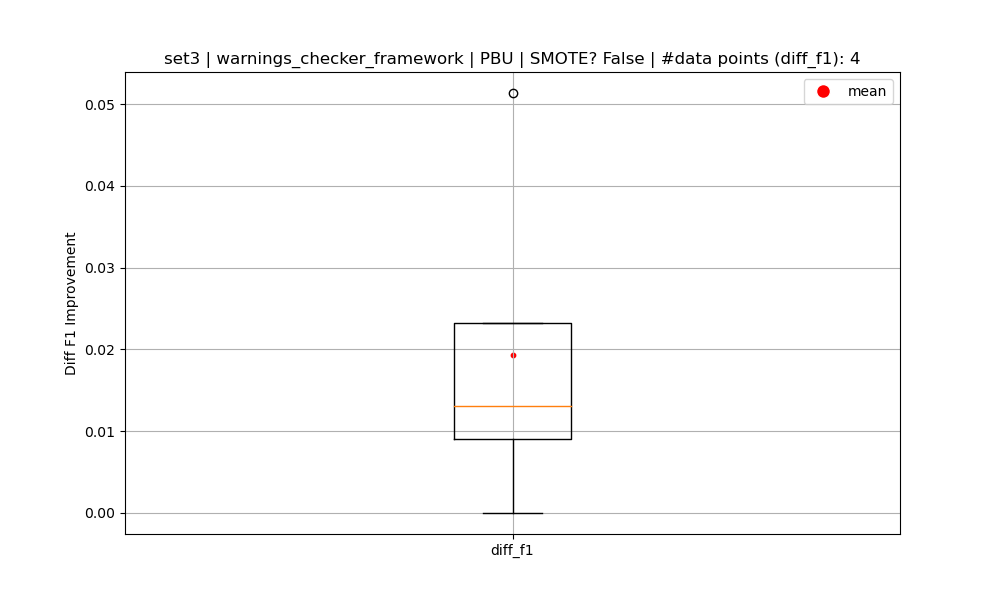 set3 | warnings_checker_framework | PBU | SMOTE? False | #data points (diff_f1): 4
mean
0.05
0.04
0.03
0.02
0.01
0.00
Diff F1 Improvement
diff_f1